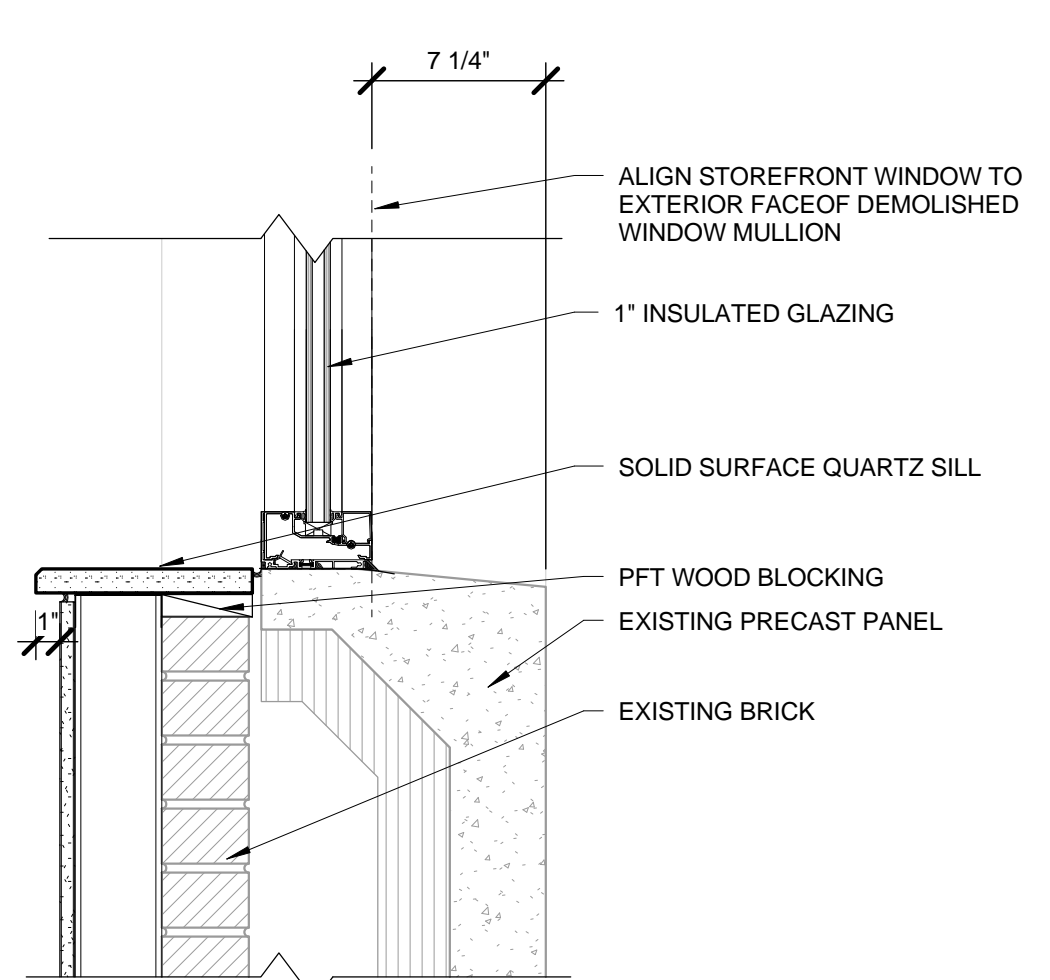 7 1/4"
ALIGN STOREFRONT WINDOW TO
EXTERIOR FACEOF DEMOLISHED
WINDOW MULLION
1" INSULATED GLAZING
SOLID SURFACE QUARTZ SILL
PFT WOOD BLOCKING
1"
EXISTING PRECAST PANEL
EXISTING BRICK